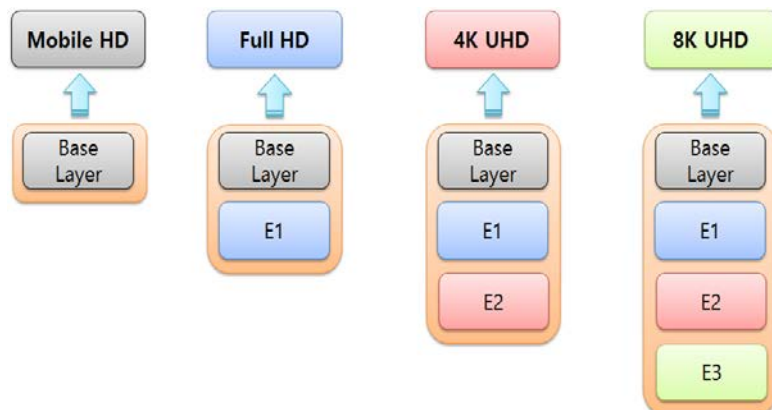 Mobile HD
Full HD
4K UHD
8K UHD
Base
Layer
Base
Layer
E1
Base
Layer
E1
E2
Base
Layer
E1
E2
E3